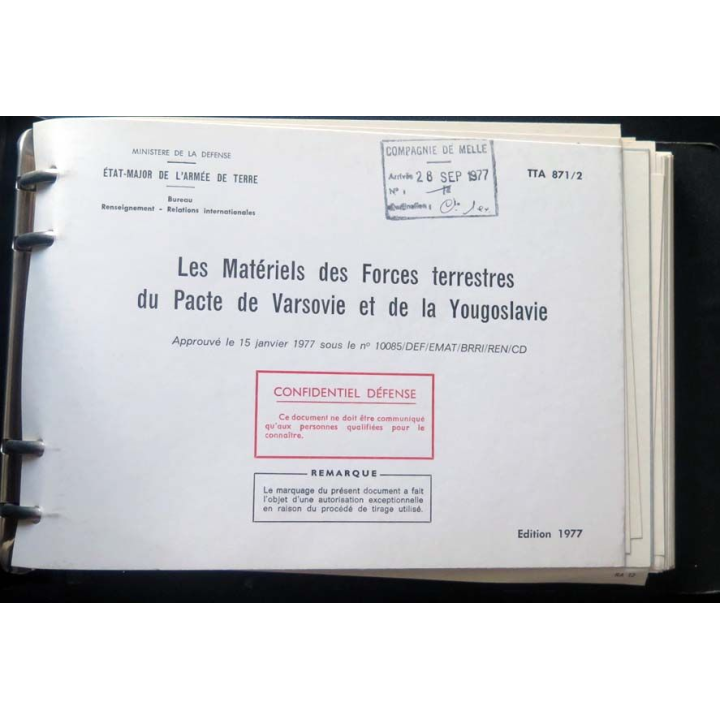 MINISTERE DE LA DEFENSE
ÉTAT-MAJOR DE L'ARMÉE DE TERRE
Bureau
Renseignement - Relations internationales
COMPAGNIE DE MELLE
Arrivée 28 SEP 1977
N° :
TTA 871/2
Les Matériels des Forces terrestres
du Pacte de Varsovie et de la Yougoslavie
Approuvé le 15 janvier 1977 sous le n° 10085/DEF/EMAT/BRRI/REN/CD
CONFIDENTIEL DÉFENSE
Ce document ne doit être communiqué
qu'aux personnes qualifiées pour le
connaître.
REMARQUE
Le marquage du présent document a fait
l'objet d'une autorisation exceptionnelle
en raison du procédé de tirage utilisé.
Edition 1977